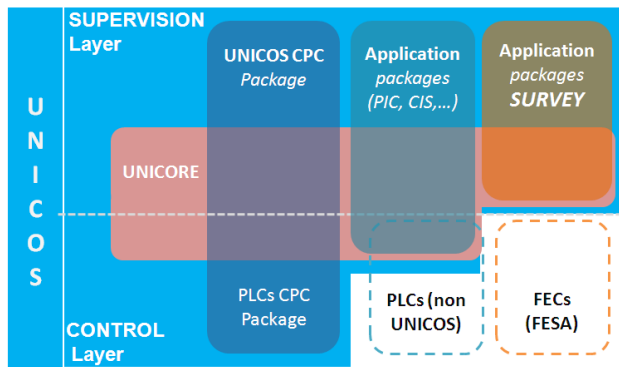 UNICOS
SUPERVISION
Layer
UNICOS CPC
Package
Application
packages
(PIC, CIS,...)
Application
packages
SURVEY
UNICORE
PLCs CPC
Package
PLCs (non
UNICOS)
FECs
(FESA)
CONTROL
Layer